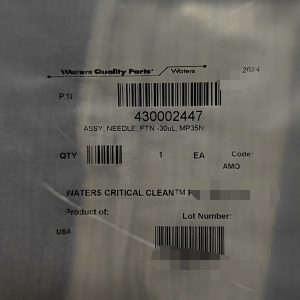 Waters Quality Parts Waters 2024
P/N
430002447
ASSY, NEEDLE, FTN -30uL, MP35N
QTY 1 EA Code:
AMO
WATERS CRITICAL CLEAN™
Product of: Lot Number:
USA